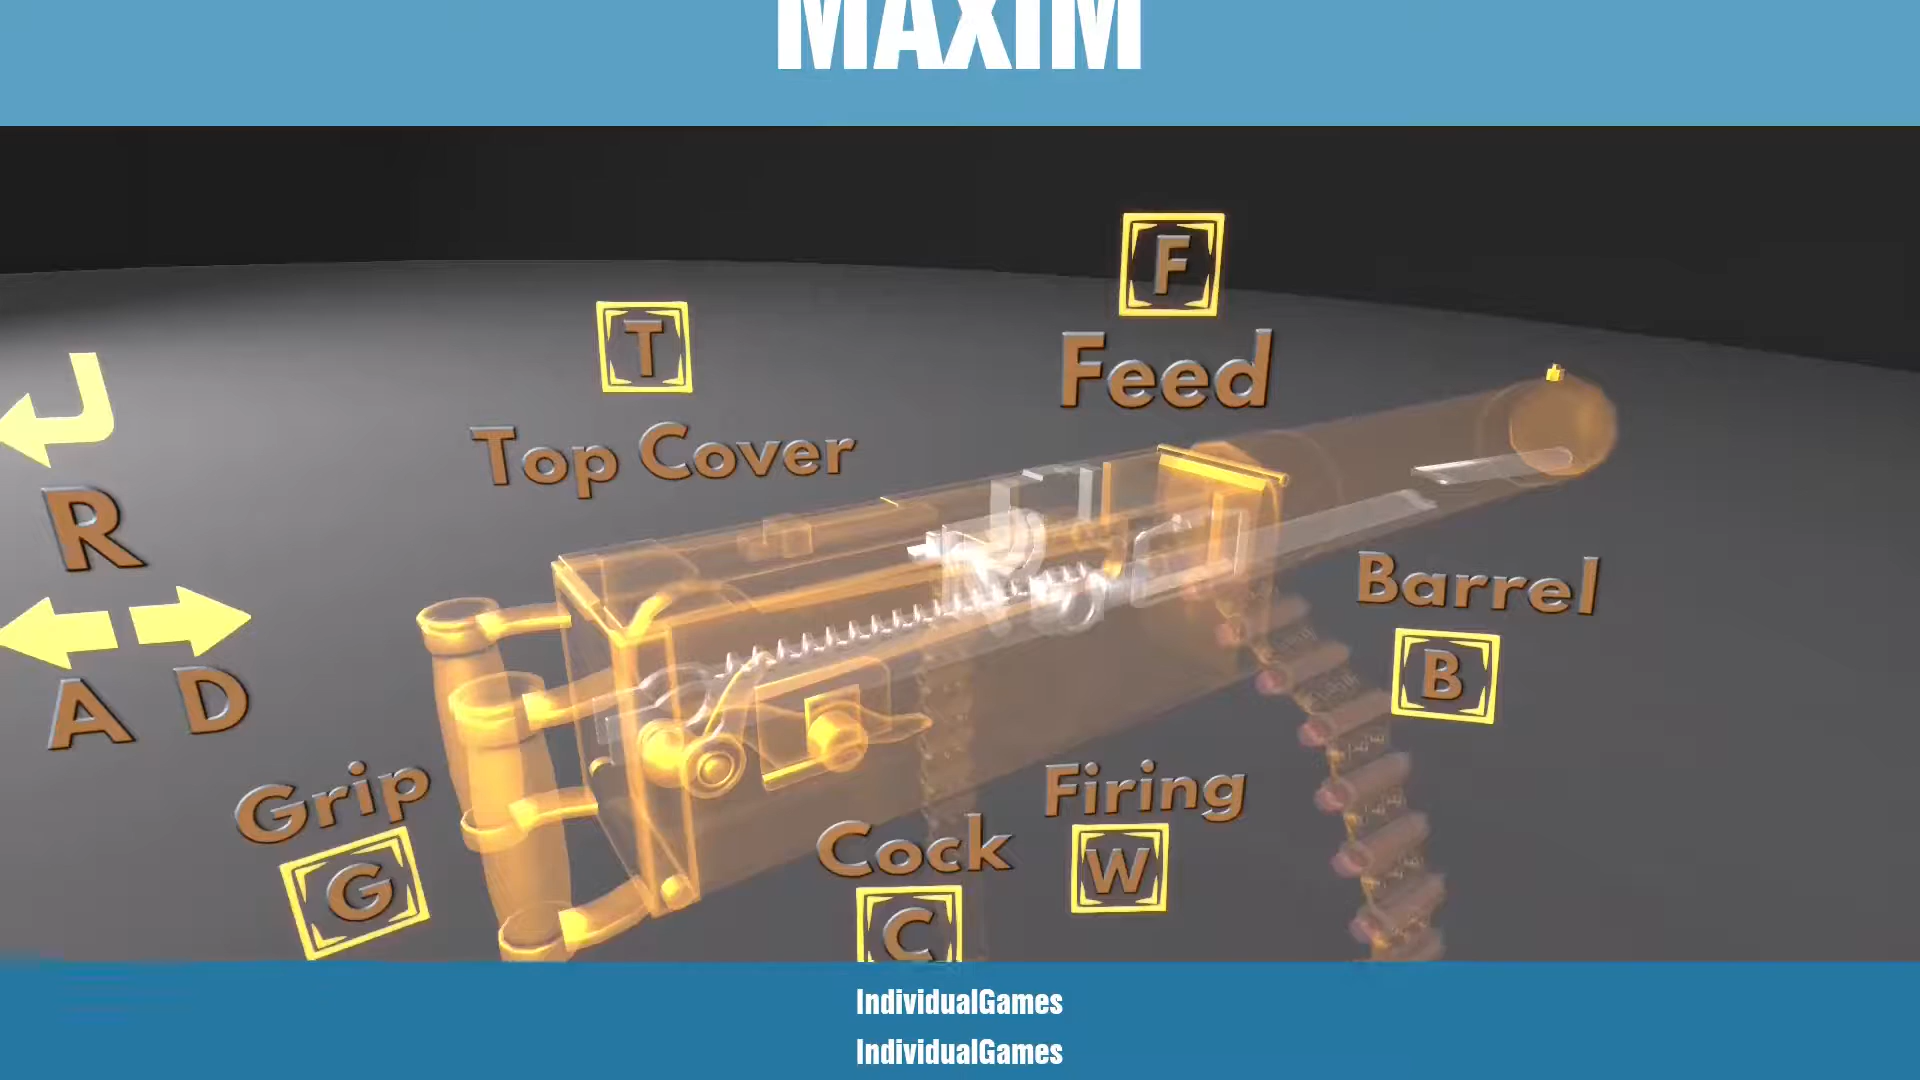 MAXIM
F
Feed
T
Top Cover
R
A D
Barrel
B
Grip
G
Firing
W
Cock
C
IndividualGames
IndividualGames